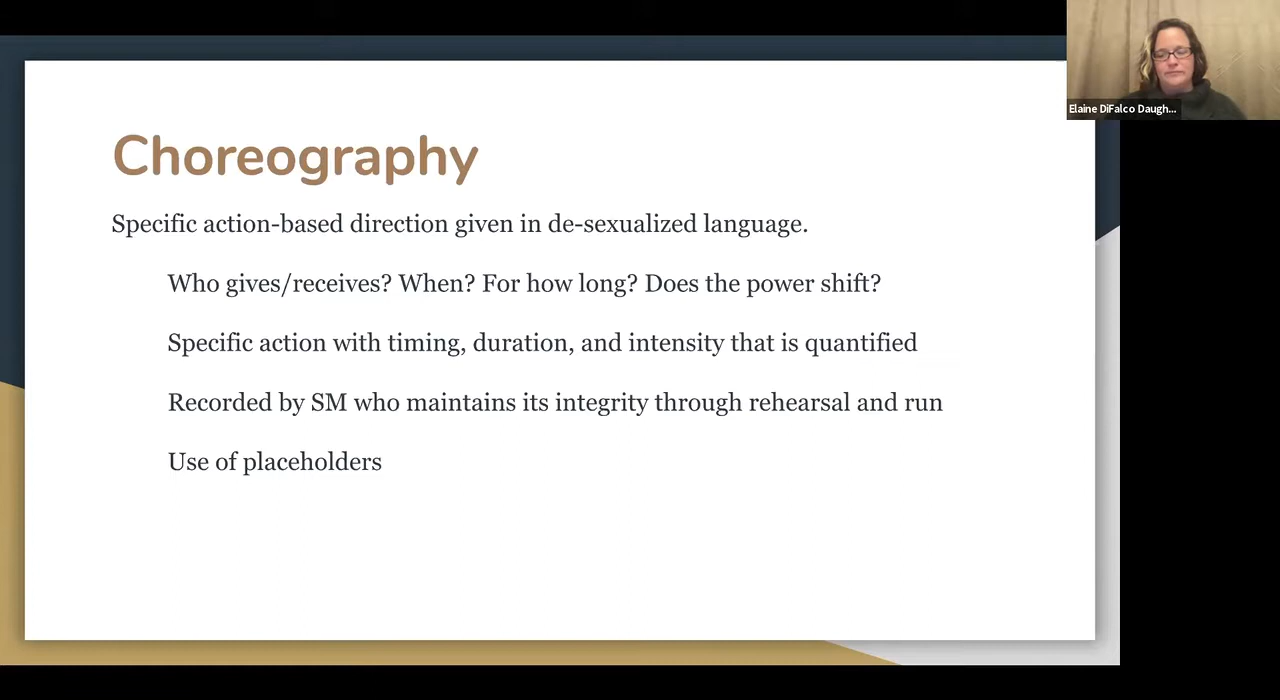 Choreography
Specific action-based direction given in de-sexualized language.
Who gives/receives? When? For how long? Does the power shift?
Specific action with timing, duration, and intensity that is quantified
Recorded by SM who maintains its integrity through rehearsal and run
Use of placeholders
Elaine DiFalco Daugh...